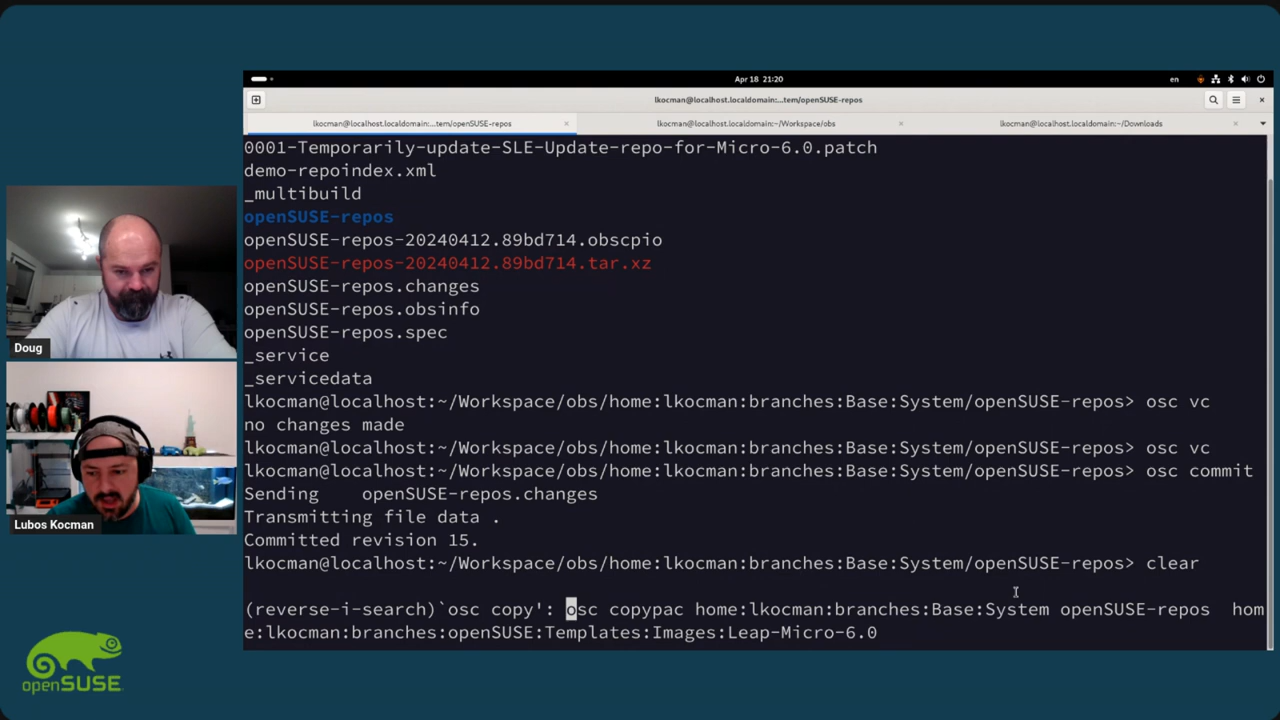 Apr 18 21:20
en
lkocman@localhost.localdomain:...tem/openSUSE-repos
lkocman@localhost.localdomain:...tem/openSUSE-repos
lkocman@localhost.localdomain:~/Workspace/obs
lkocman@localhost.localdomain:~/Downloads
0001-Temporarily-update-SLE-Update-repo-for-Micro-6.0.patch
demo-repoindex.xml
_multibuild
openSUSE-repos
openSUSE-repos-20240412.89bd714.obscpio
openSUSE-repos-20240412.89bd714.tar.xz
openSUSE-repos.changes
openSUSE-repos.obsinfo
openSUSE-repos.spec
_service
_servicedata
lkocman@localhost:~/Workspace/obs/home:lkocman:branches:Base:System/openSUSE-repos> osc vc
no changes made
lkocman@localhost:~/Workspace/obs/home:lkocman:branches:Base:System/openSUSE-repos> osc vc
lkocman@localhost:~/Workspace/obs/home:lkocman:branches:Base:System/openSUSE-repos> osc commit
Sending    openSUSE-repos.changes
Transmitting file data .
Committed revision 15.
lkocman@localhost:~/Workspace/obs/home:lkocman:branches:Base:System/openSUSE-repos> clear
(reverse-i-search)`osc copy': osc copypac home:lkocman:branches:Base:System openSUSE-repos  hom
e:lkocman:branches:openSUSE:Templates:Images:Leap-Micro-6.0
Doug
Lubos Kocman
openSUSE